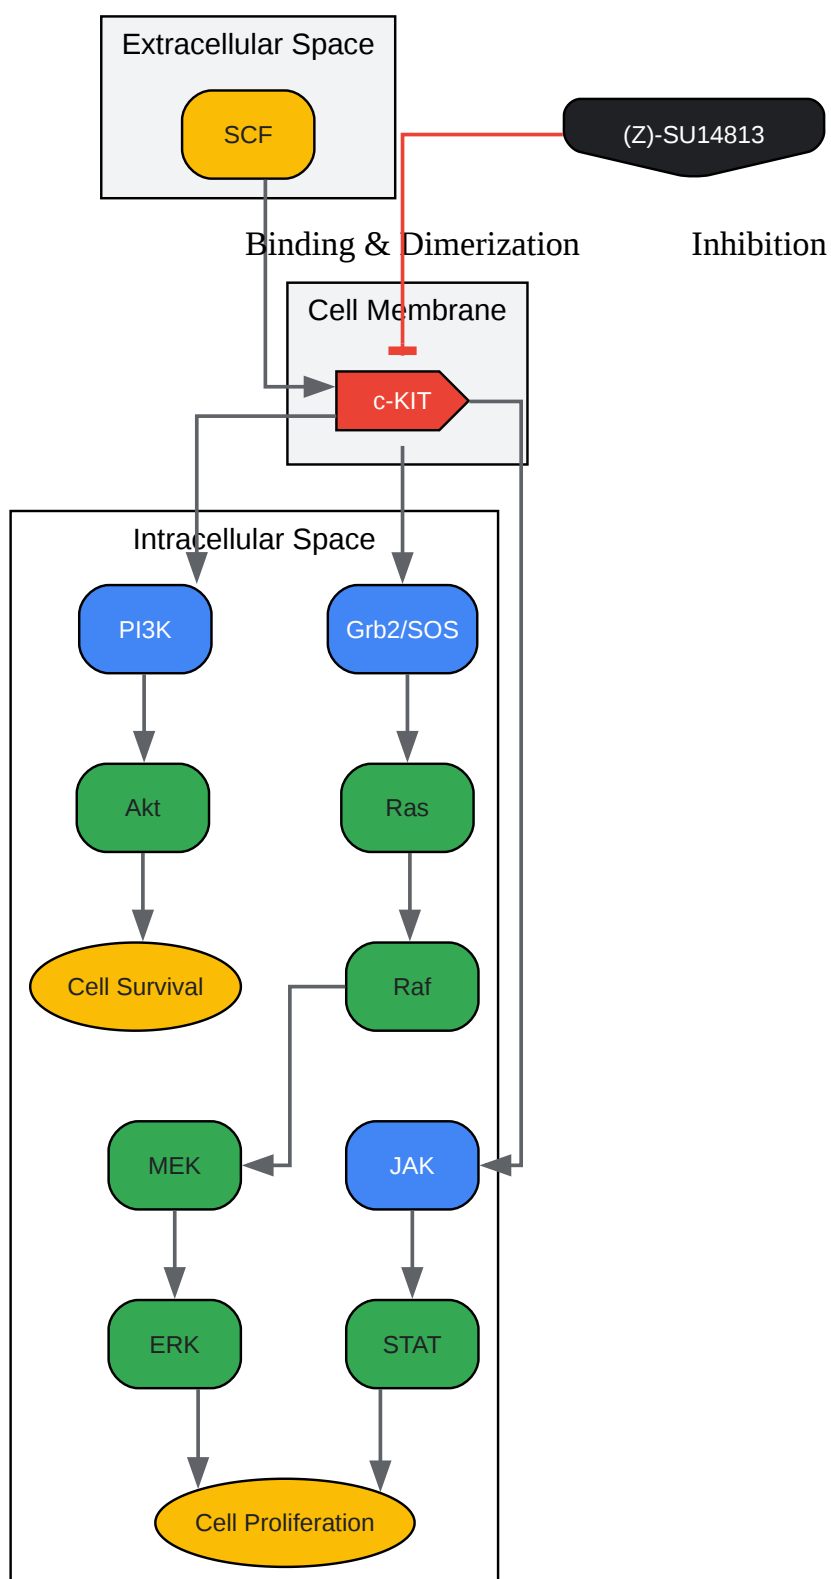 Extracellular Space
SCF
(Z)-SU14813
Binding & Dimerization
Inhibition
Cell Membrane
c-KIT
Intracellular Space
PI3K
Grb2/SOS
Akt
Ras
Cell Survival
Raf
MEK
JAK
ERK
STAT
Cell Proliferation